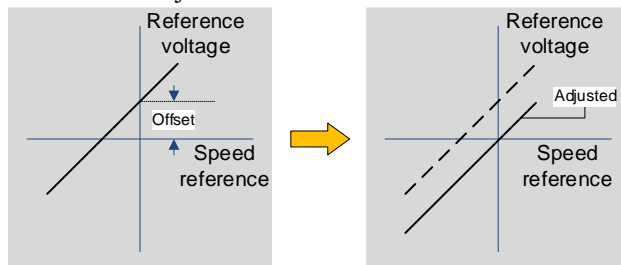 Reference
voltage
Offset
Speed
reference
Reference
voltage
Adjusted
Speed
reference